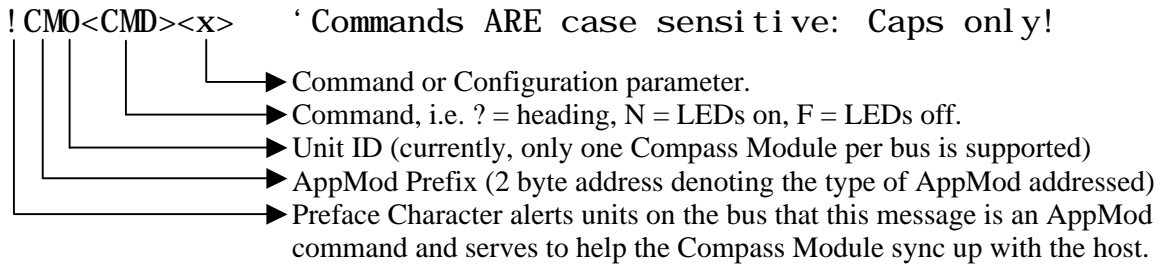 !CM0<CMD><x> ‘Commands ARE case sensitive: Caps only!
Command or Configuration parameter.
Command, i.e. ? = heading, N = LEDs on, F = LEDs off.
Unit ID (currently, only one Compass Module per bus is supported)
AppMod Prefix (2 byte address denoting the type of AppMod addressed)
Preface Character alerts units on the bus that this message is an AppMod
command and serves to help the Compass Module sync up with the host.